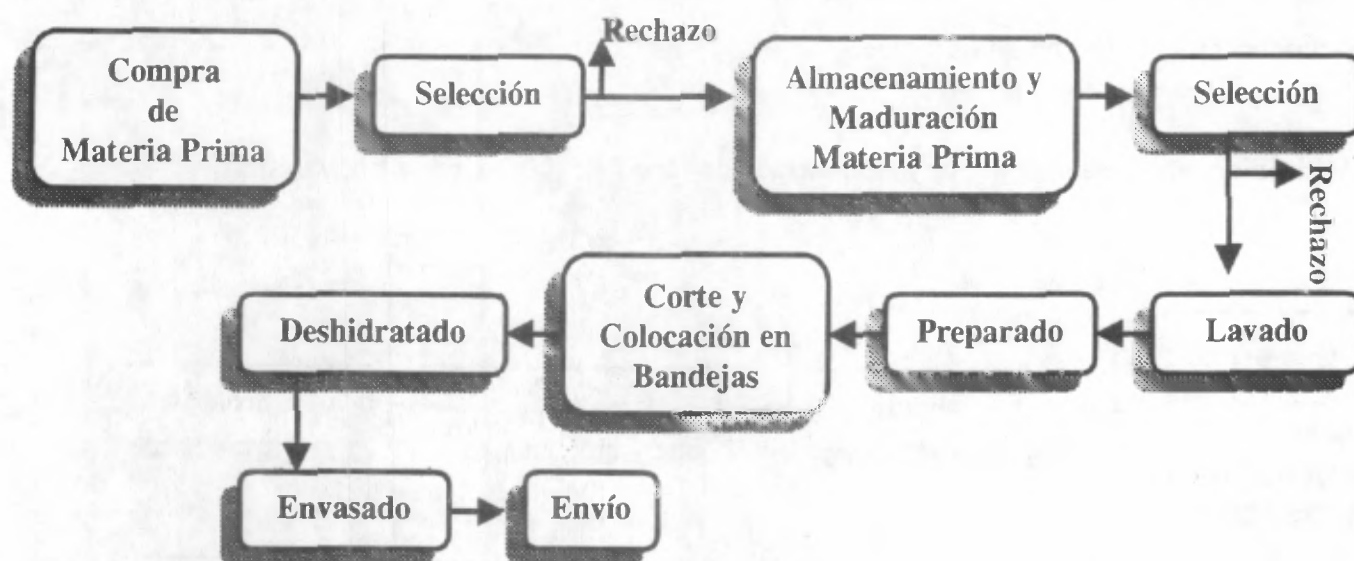 Rechazo
Compra
de
Materia Prima
Selección
Almacenamiento y
Maduración
Materia Prima
Selección
Rechazo
Lavado
Preparado
Corte y
Colocación en
Bandejas
Deshidratado
Envasado
Envío